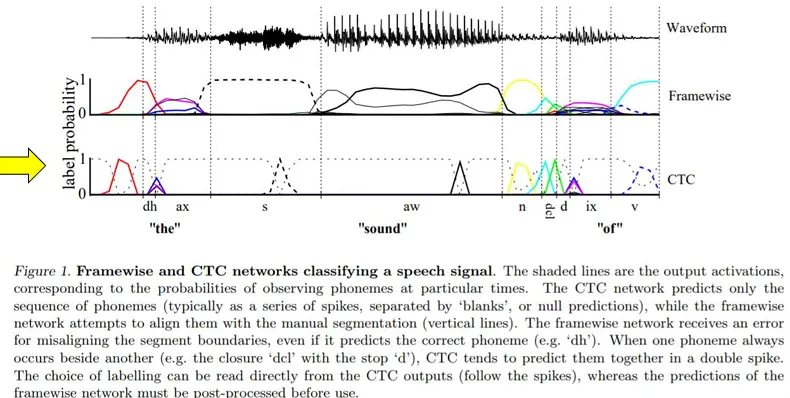 Waveform
1
Framewise
0
label probability
1
CTC
0
dh ax s aw n dcl d ix v
"the" "sound" "of"
Figure 1. Framewise and CTC networks classifying a speech signal. The shaded lines are the output activations,
corresponding to the probabilities of observing phonemes at particular times. The CTC network predicts only the
sequence of phonemes (typically as a series of spikes, separated by ‘blanks’, or null predictions), while the framewise
network attempts to align them with the manual segmentation (vertical lines). The framewise network receives an error
for misaligning the segment boundaries, even if it predicts the correct phoneme (e.g. ‘dh’). When one phoneme always
occurs beside another (e.g. the closure ‘dcl’ with the stop ‘d’), CTC tends to predict them together in a double spike.
The choice of labelling can be read directly from the CTC outputs (follow the spikes), whereas the predictions of the
framewise network must be post-processed before use.